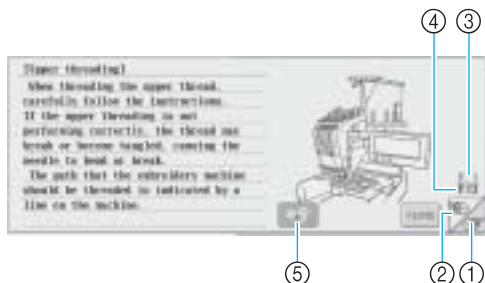 ④ ③
[Upper threading]
When threading the upper thread,
carefully follow the instructions.
If the upper threading is not
performing correctly, the thread may
break or become tangled, causing the
needle to bend or break.
The path that the embroidery machine
should be threaded is indicated by a
line on the machine.
⑤ ② ①